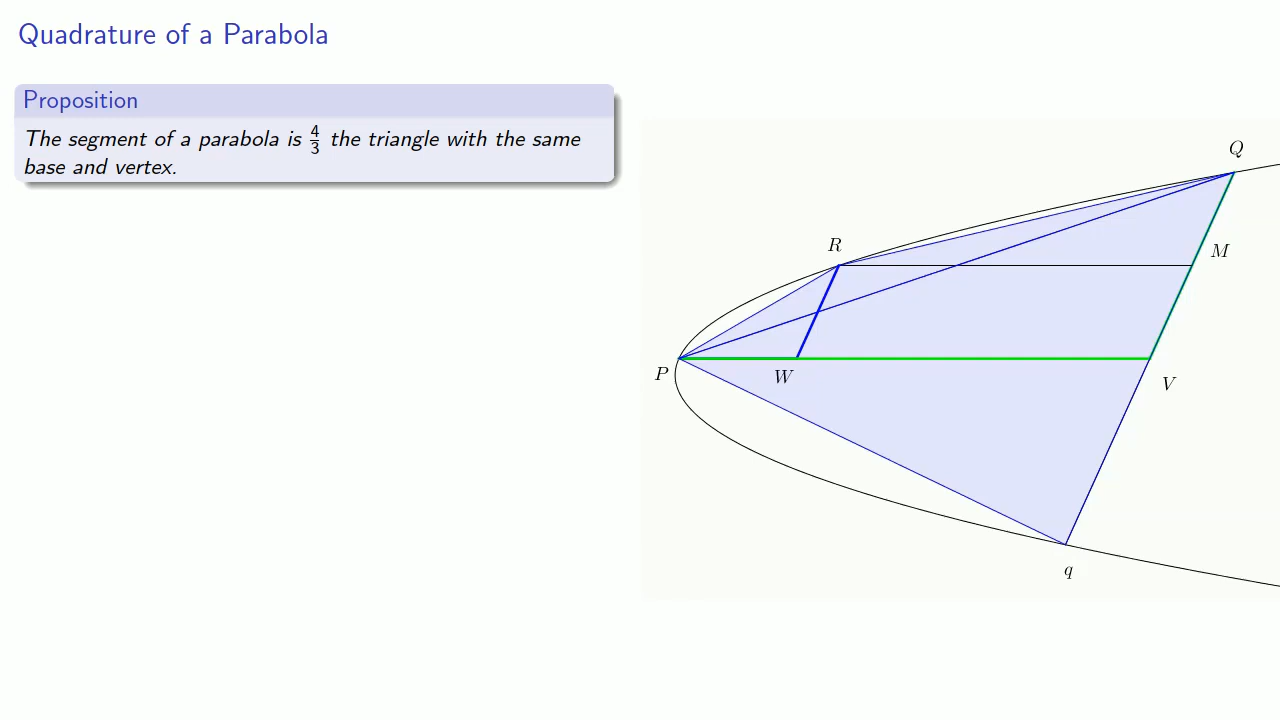 Quadrature of a Parabola
Proposition
The segment of a parabola is 4/3 the triangle with the same
base and vertex.
Q
R
M
P
W
V
q